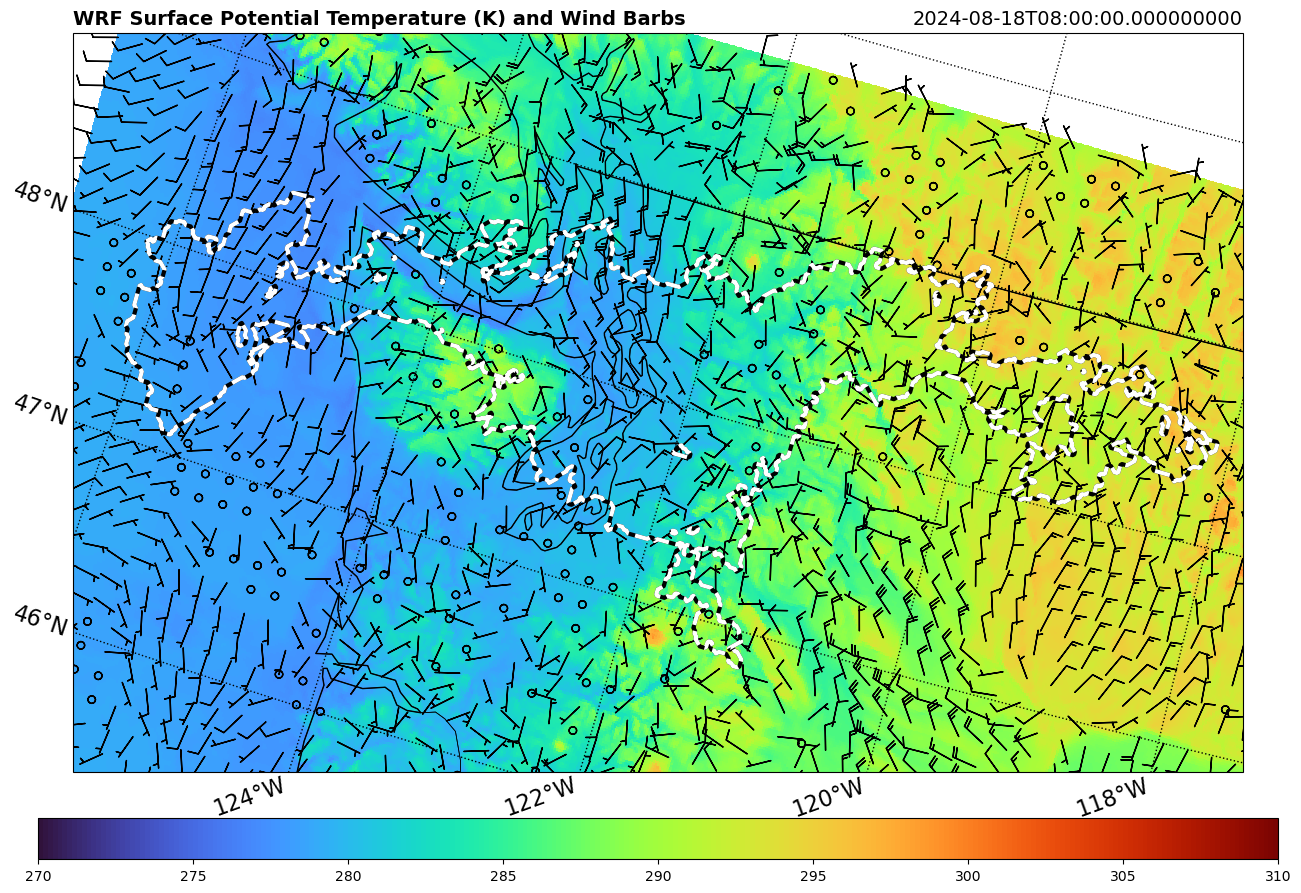 WRF Surface Potential Temperature (K) and Wind Barbs
2024-08-18T08:00:00.000000000
48°N
47°N
46°N
124°W
122°W
120°W
118°W
270
275
280
285
290
295
300
305
310